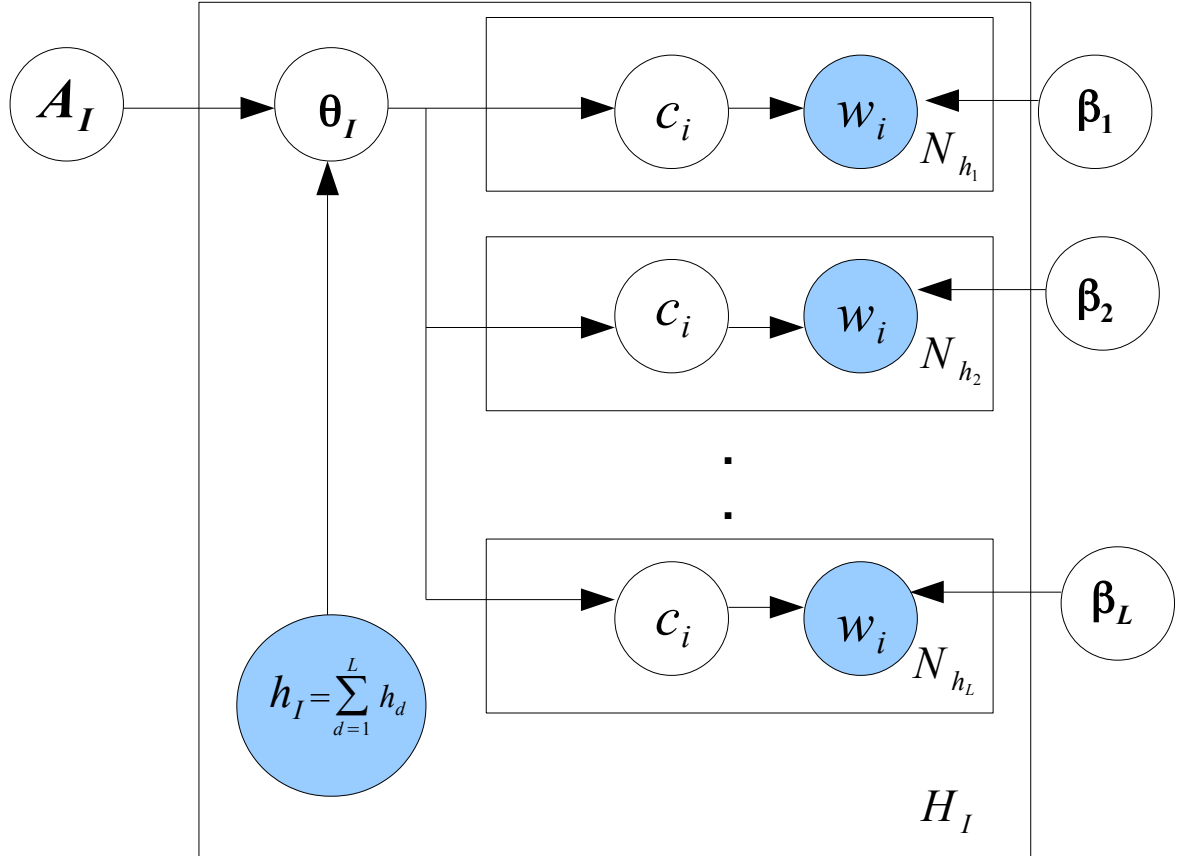 A_I
θ_I
c_i
w_i
N_{h_1}
β_1
c_i
w_i
N_{h_2}
β_2
.
.
c_i
w_i
N_{h_L}
β_L
h_I = \sum_{d=1}^{L} h_d
H_I